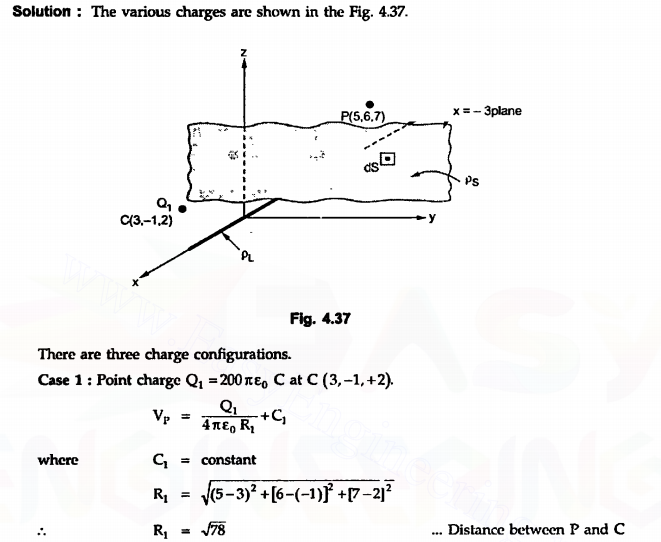 Solution : The various charges are shown in the Fig. 4.37.
z
P(5,6,7)
x = – 3plane
dS
ρS
Q1
C(3,–1,2)
y
ρL
x
Fig. 4.37
There are three charge configurations.
Case 1 : Point charge Q₁ = 200 π ε₀ C at C (3, –1, +2).
V_P = Q₁ / (4 π ε₀ R₁) + C₁
where C₁ = constant
R₁ = √((5–3)² + [6–(–1)]² + [7–2]²)
∴ R₁ = √78 ... Distance between P and C